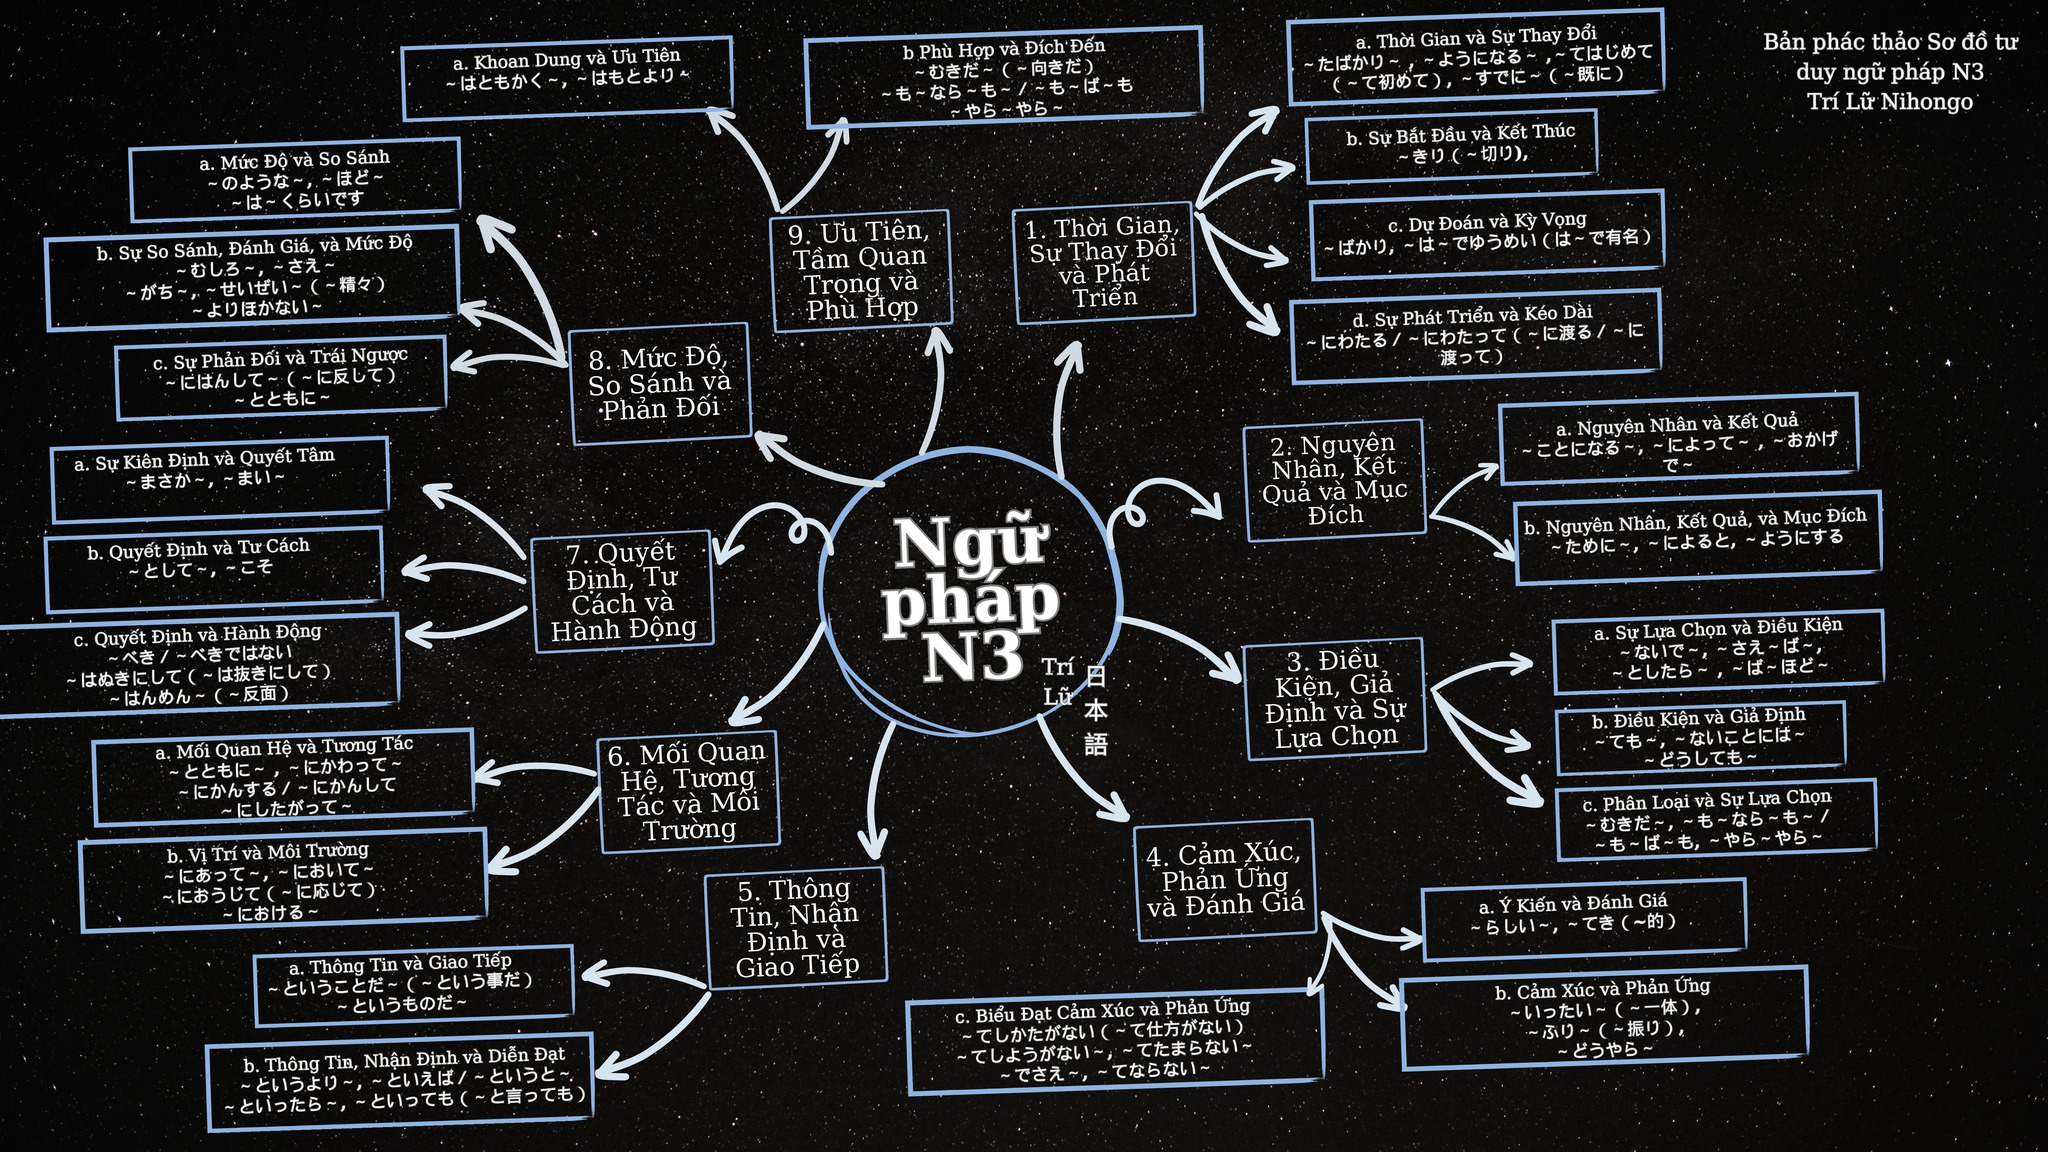 Bản phác thảo Sơ đồ tư
duy ngữ pháp N3
Trí Lữ Nihongo
Ngữ
pháp
N3
Trí
Lữ
日
本
語
1. Thời Gian,
Sự Thay Đổi
và Phát
Triển
a. Thời Gian và Sự Thay Đổi
~たばかり~ , ~ようになる~ ,~てはじめて
(~て初めて), ~すでに~ (~既に)
b. Sự Bắt Đầu và Kết Thúc
~きり (~切り),
c. Dự Đoán và Kỳ Vọng
~ばかり, ~は~でゆうめい (は~で有名)
d. Sự Phát Triển và Kéo Dài
~にわたる / ~にわたって (~に渡る / ~に
渡って)
2. Nguyên
Nhân, Kết
Quả và Mục
Đích
a. Nguyên Nhân và Kết Quả
~ことになる~, ~によって~ , ~おかげ
で~
b. Nguyên Nhân, Kết Quả, và Mục Đích
~ために~, ~によると, ~ようにする
3. Điều
Kiện, Giả
Định và Sự
Lựa Chọn
a. Sự Lựa Chọn và Điều Kiện
~ないで~, ~さえ~ば~,
~としたら~ , ~ば~ほど~
b. Điều Kiện và Giả Định
~ても~, ~ないことには~
~どうしても~
c. Phân Loại và Sự Lựa Chọn
~むきだ~, ~も~なら~も~ /
~も~ば~も, ~やら~やら~
4. Cảm Xúc,
Phản Ứng
và Đánh Giá
a. Ý Kiến và Đánh Giá
~らしい~, ~てき (~的)
b. Cảm Xúc và Phản Ứng
~いったい~ (~一体),
~ふり~ (~振り),
~どうやら~
c. Biểu Đạt Cảm Xúc và Phản Ứng
~てしかたがない (~て仕方がない)
~てしようがない~, ~てたまらない~
~でさえ~, ~てならない~
5. Thông
Tin, Nhận
Định và
Giao Tiếp
a. Thông Tin và Giao Tiếp
~ということだ~ (~という事だ)
~というものだ~
b. Thông Tin, Nhận Định và Diễn Đạt
~というより~, ~といえば / ~というと~
~といったら~, ~といっても (~と言っても)
6. Mối Quan
Hệ, Tương
Tác và Môi
Trường
a. Mối Quan Hệ và Tương Tác
~とともに~ , ~にかわって~
~にかんする / ~にかんして
~にしたがって~
b. Vị Trí và Môi Trường
~にあって~, ~において~
~におうじて (~に応じて)
~における~
7. Quyết
Định, Tư
Cách và
Hành Động
a. Sự Kiên Định và Quyết Tâm
~まさか~, ~まい~
b. Quyết Định và Tư Cách
~として~, ~こそ
c. Quyết Định và Hành Động
~べき / ~べきではない
~はぬきにして (~は抜きにして)
~はんめん~ (~反面)
8. Mức Độ,
So Sánh và
Phản Đối
a. Mức Độ và So Sánh
~のような~, ~ほど~
~は~くらいです
b. Sự So Sánh, Đánh Giá, và Mức Độ
~むしろ~, ~さえ~
~がち~, ~せいぜい~ (~精々)
~よりほかない~
c. Sự Phản Đối và Trái Ngược
~にはんして~ (~に反して)
~とともに~
9. Ưu Tiên,
Tầm Quan
Trọng và
Phù Hợp
a. Khoan Dung và Ưu Tiên
~はともかく~, ~はもとより~
b Phù Hợp và Đích Đến
~むきだ~ (~向きだ)
~も~なら~も~ / ~も~ば~も
~やら~やら~